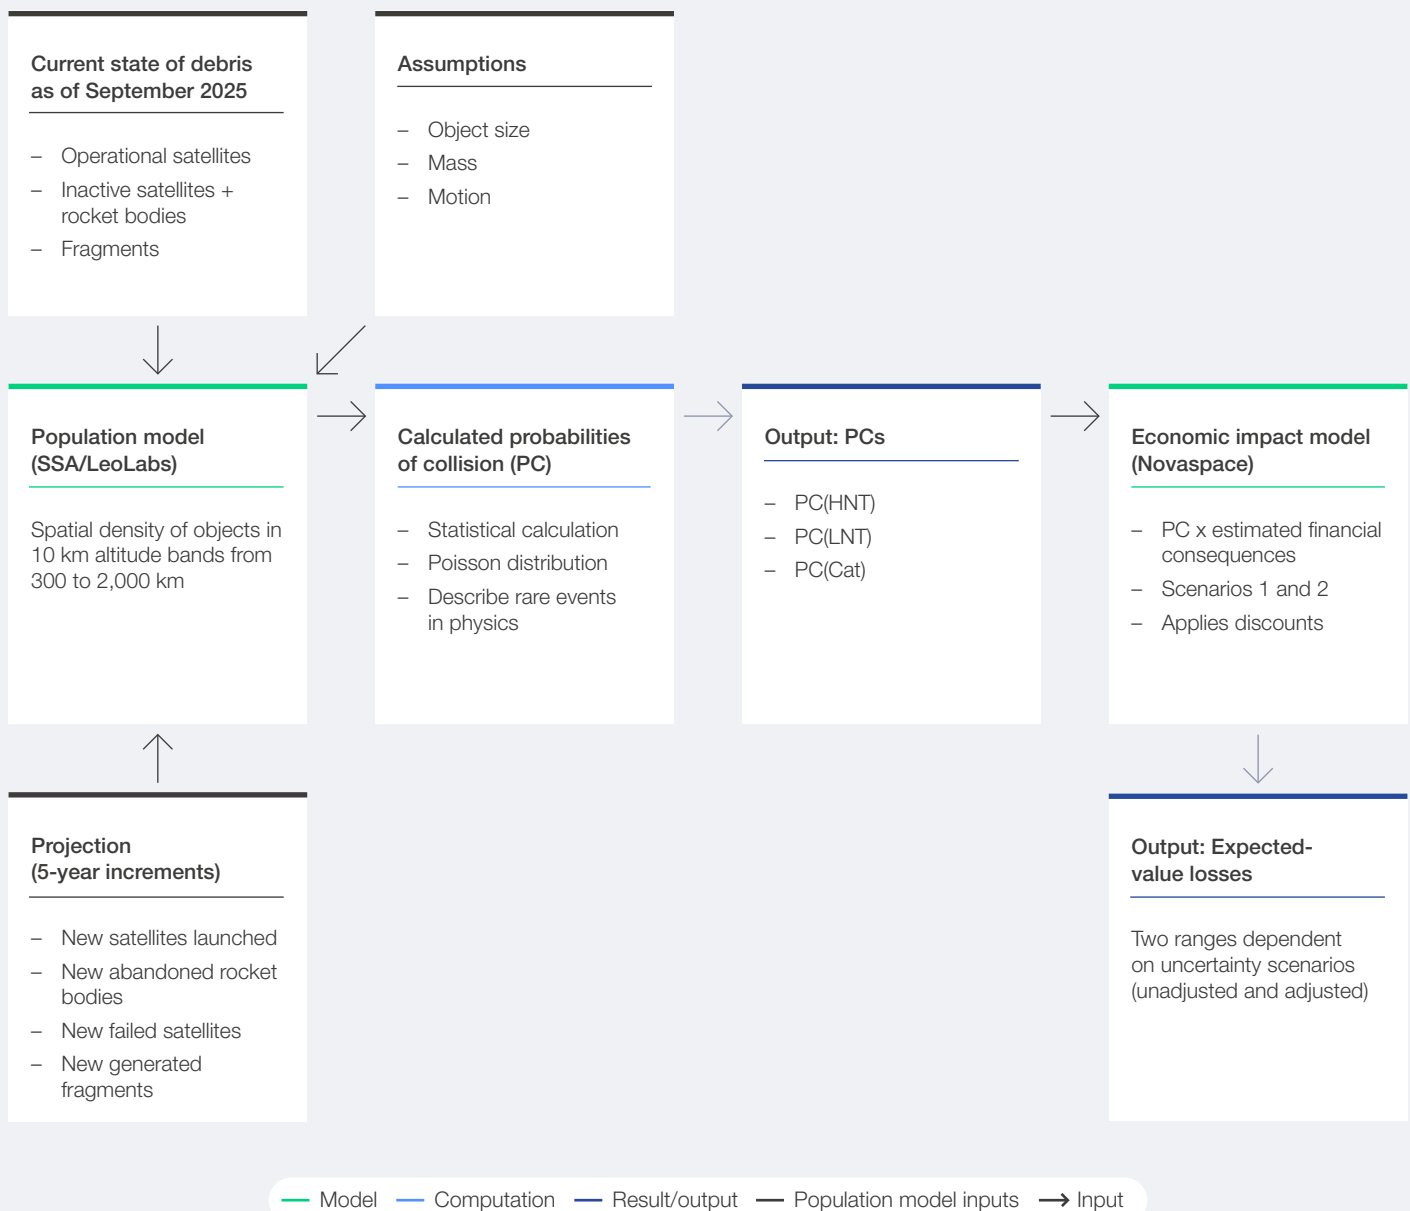 Current state of debris
as of September 2025
– Operational satellites
– Inactive satellites +
rocket bodies
– Fragments
Assumptions
– Object size
– Mass
– Motion
Population model
(SSA/LeoLabs)
Spatial density of objects in
10 km altitude bands from
300 to 2,000 km
Calculated probabilities
of collision (PC)
– Statistical calculation
– Poisson distribution
– Describe rare events
in physics
Output: PCs
– PC(HNT)
– PC(LNT)
– PC(Cat)
Economic impact model
(Novaspace)
– PC x estimated financial
consequences
– Scenarios 1 and 2
– Applies discounts
Projection
(5-year increments)
– New satellites launched
– New abandoned rocket
bodies
– New failed satellites
– New generated
fragments
Output: Expected-
value losses
Two ranges dependent
on uncertainty scenarios
(unadjusted and adjusted)
Model Computation Result/output Population model inputs Input